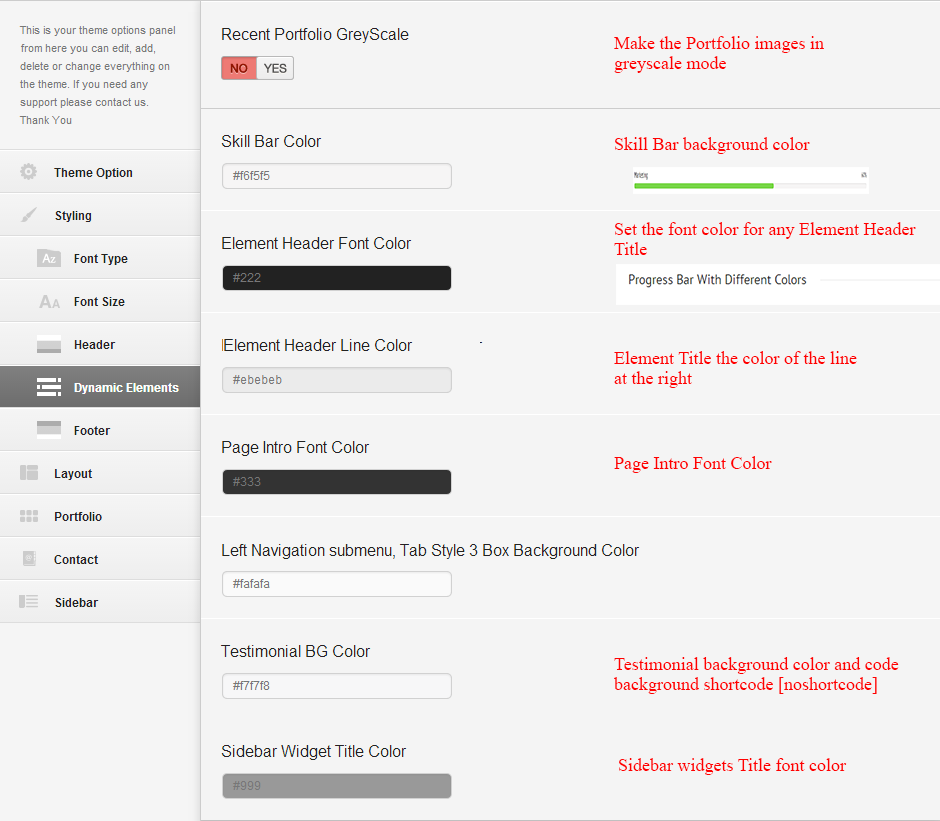 This is your theme options panel
from here you can edit, add,
delete or change everything on
the theme. If you need any
support please contact us.
Thank You
Theme Option
Styling
Az
Font Type
AA
Font Size
Header
Dynamic Elements
Footer
Layout
Portfolio
Contact
Sidebar
Recent Portfolio GreyScale
NO YES
Make the Portfolio images in
greyscale mode
Skill Bar Color
#f6f5f5
Skill Bar background color
Element Header Font Color
#222
Set the font color for any Element Header
Title
Progress Bar With Different Colors
Element Header Line Color
#ebebeb
Element Title the color of the line
at the right
Page Intro Font Color
#333
Page Intro Font Color
Left Navigation submenu, Tab Style 3 Box Background Color
#fafafa
Testimonial BG Color
#f7f7f8
Testimonial background color and code
background shortcode [noshortcode]
Sidebar Widget Title Color
#999
Sidebar widgets Title font color